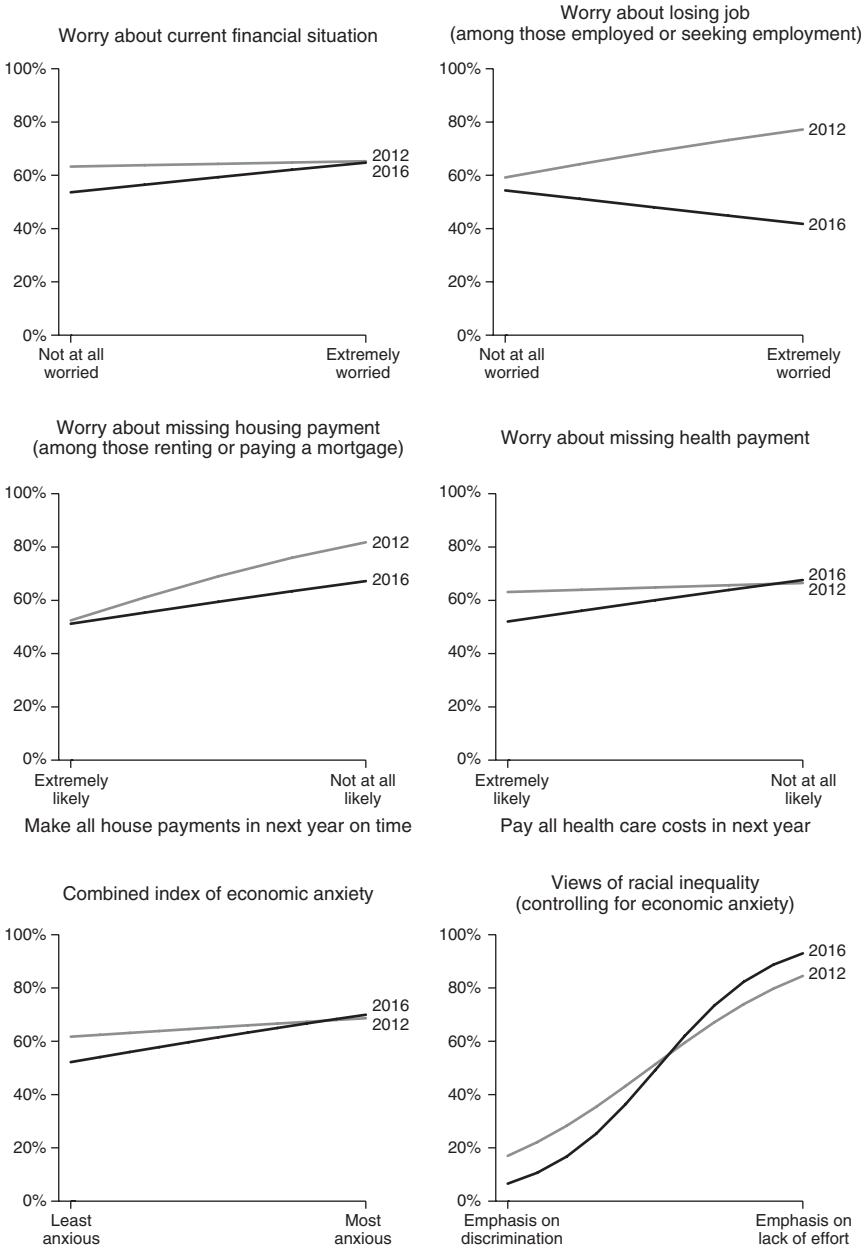 Worry about current financial situation
100%
80%
60%
40%
20%
0%
2012
2016
Not at all
worried
Extremely
worried
Worry about losing job
(among those employed or seeking employment)
100%
80%
60%
40%
20%
0%
2012
2016
Not at all
worried
Extremely
worried
Worry about missing housing payment
(among those renting or paying a mortgage)
100%
80%
60%
40%
20%
0%
2012
2016
Extremely
likely
Not at all
likely
Make all house payments in next year on time
Worry about missing health payment
100%
80%
60%
40%
20%
0%
2016
2012
Extremely
likely
Not at all
likely
Pay all health care costs in next year
Combined index of economic anxiety
100%
80%
60%
40%
20%
0%
2016
2012
Least
anxious
Most
anxious
Views of racial inequality
(controlling for economic anxiety)
100%
80%
60%
40%
20%
0%
2016
2012
Emphasis on
discrimination
Emphasis on
lack of effort